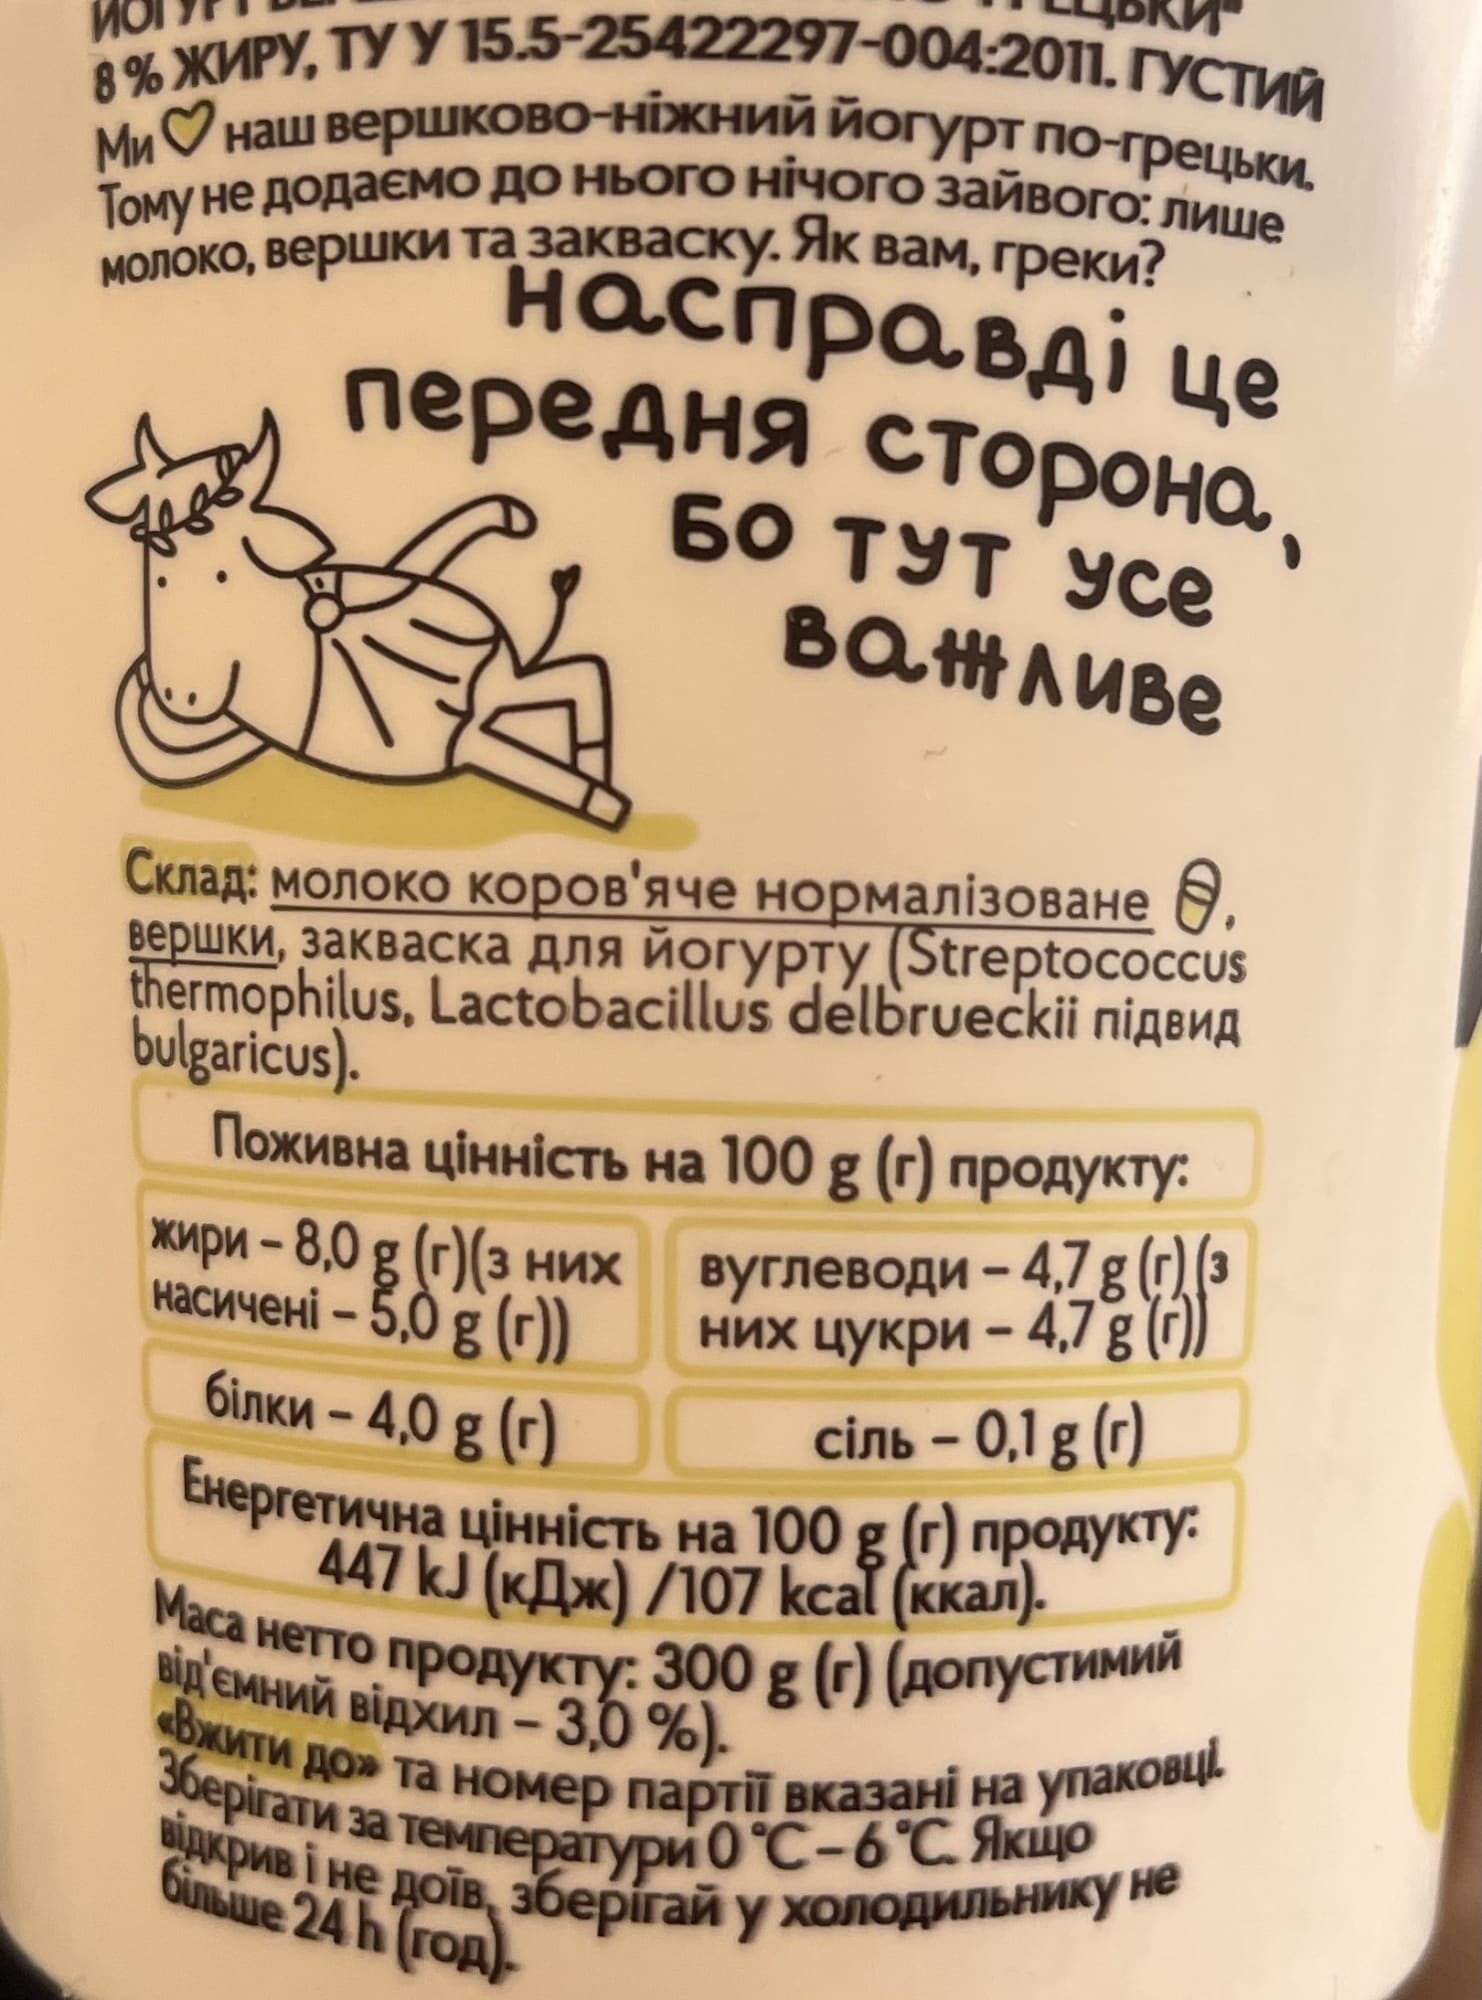 8 % ЖИРУ, ТУ У 15.5-25422297-004:2011. ГУСТИЙ
Ми наш вершково-ніжний йогурт по-грецьки.
Тому не додаємо до нього нічого зайвого: лише
молоко, вершки та закваску. Як вам, греки?
насправді це
передня сторона,
бо тут усе
важливе
Склад: молоко коров'яче нормалізоване,
вершки, закваска для йогурту (Streptococcus
thermophilus, Lactobacillus delbrueckii підвид
bulgaricus).
Поживна цінність на 100 g (г) продукту:
жири – 8,0 g (г)(з них
насичені – 5,0 g (г))
вуглеводи – 4,7 g (г) (з
них цукри – 4,7 g (г))
білки – 4,0 g (г)
сіль – 0,1 g (г)
Енергетична цінність на 100 g (г) продукту:
447 kJ (кДж) /107 kcal (ккал).
Маса нетто продукту: 300 g (г) (допустимий
від'ємний відхил – 3,0 %).
«Вжити до» та номер партії вказані на упаковці.
Зберігати за температури 0 °C – 6 °C. Якщо
відкрив і не доїв, зберігай у холодильнику не
більше 24 h (год).